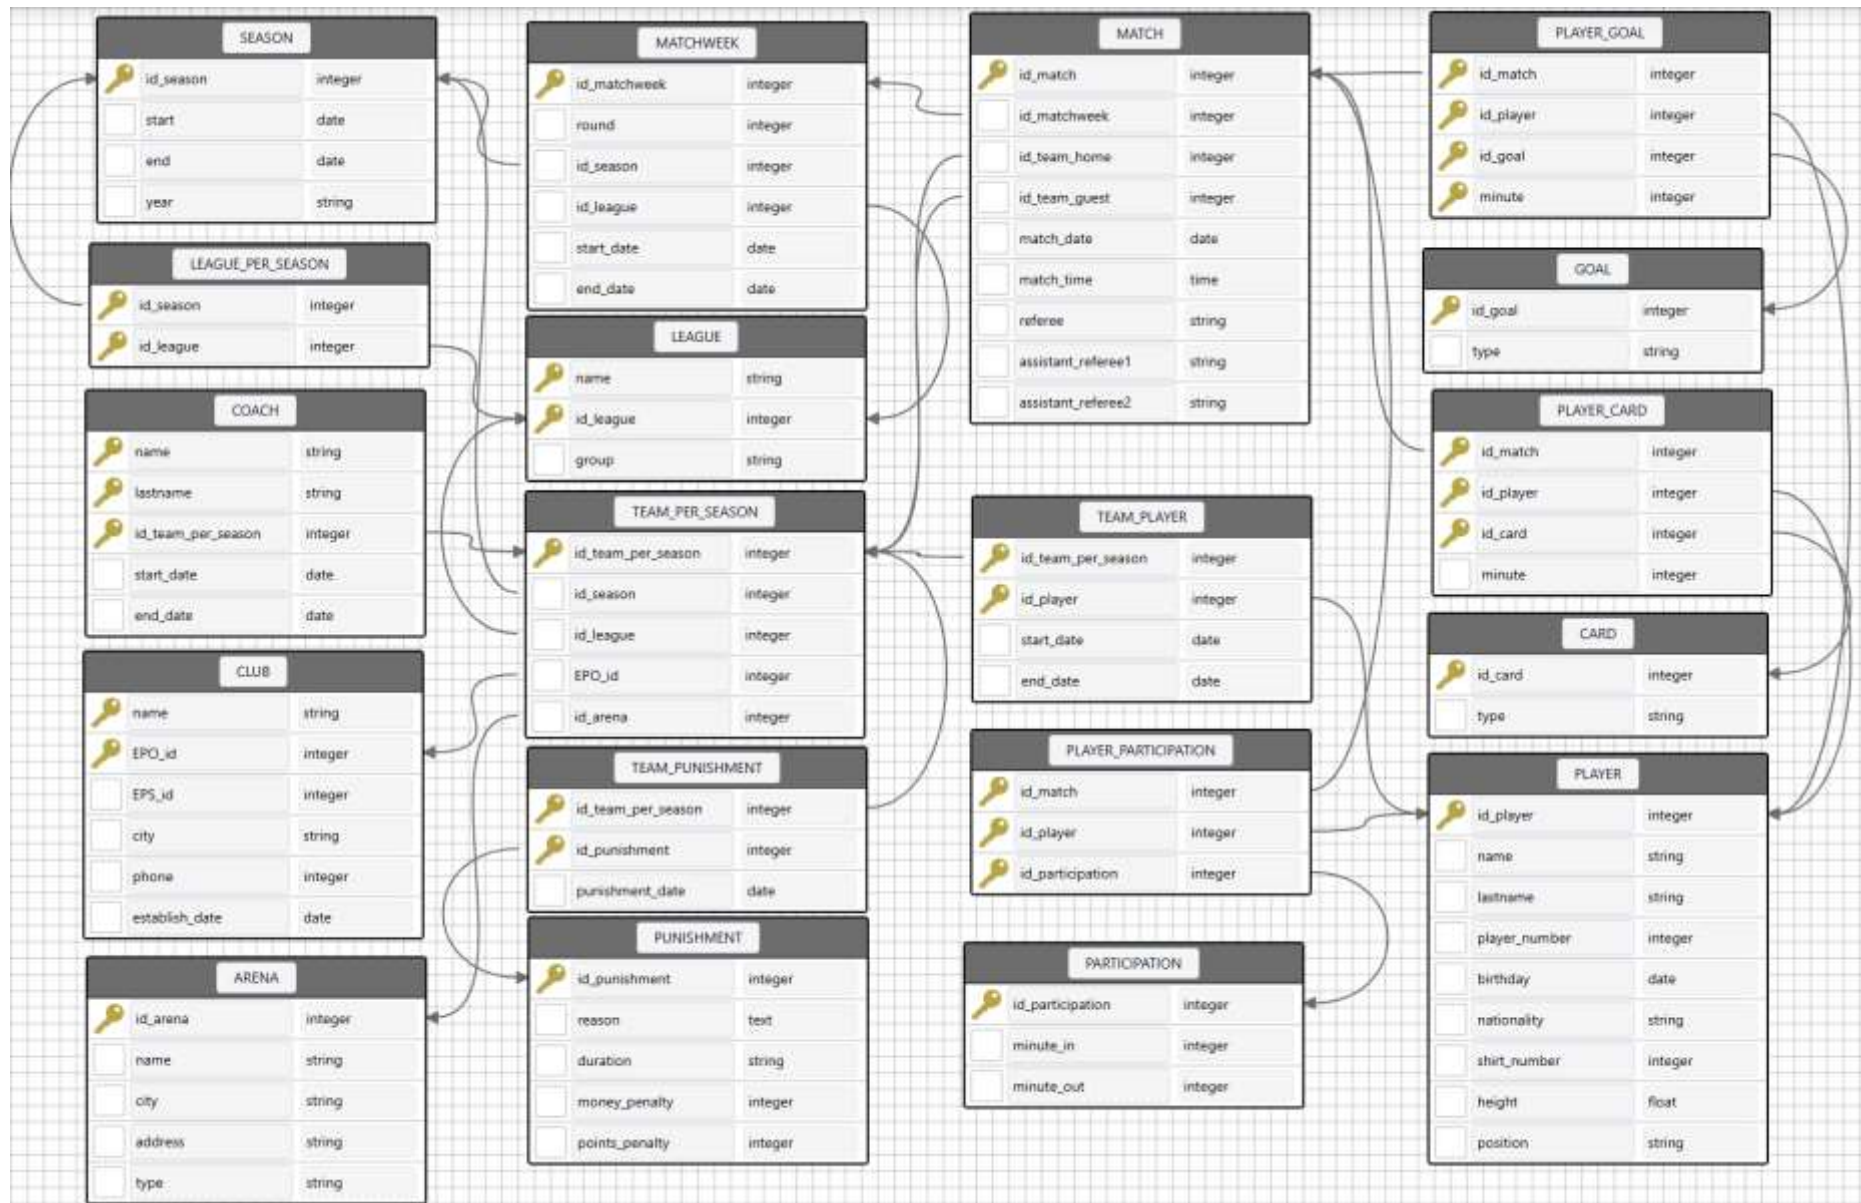 SEASON
id_season integer
start date
end date
year string
LEAGUE_PER_SEASON
id_season integer
id_league integer
COACH
name string
lastname string
id_team_per_season integer
start_date date
end_date date
CLUB
name string
EPO_id integer
EPS_id integer
city string
phone integer
establish_date date
ARENA
id_arena integer
name string
city string
address string
type string
MATCHWEEK
id_matchweek integer
round integer
id_season integer
id_league integer
start_date date
end_date date
LEAGUE
name string
id_league integer
group string
TEAM_PER_SEASON
id_team_per_season integer
id_season integer
id_league integer
EPO_id integer
id_arena integer
TEAM_PUNISHMENT
id_team_per_season integer
id_punishment integer
punishment_date date
PUNISHMENT
id_punishment integer
reason text
duration string
money_penalty integer
points_penalty integer
MATCH
id_match integer
id_matchweek integer
id_team_home integer
id_team_guest integer
match_date date
match_time time
referee string
assistant_referee1 string
assistant_referee2 string
TEAM_PLAYER
id_team_per_season integer
id_player integer
start_date date
end_date date
PLAYER_PARTICIPATION
id_match integer
id_player integer
id_participation integer
PARTICIPATION
id_participation integer
minute_in integer
minute_out integer
PLAYER_GOAL
id_match integer
id_player integer
id_goal integer
minute integer
GOAL
id_goal integer
type string
PLAYER_CARD
id_match integer
id_player integer
id_card integer
minute integer
CARD
id_card integer
type string
PLAYER
id_player integer
name string
lastname string
player_number integer
birthday date
nationality string
shirt_number integer
height float
position string